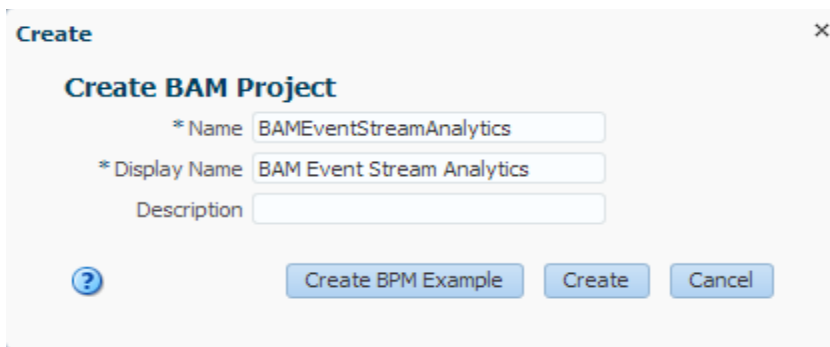 Create
Create BAM Project
* Name BAMEventStreamAnalytics
* Display Name BAM Event Stream Analytics
Description
Create BPM Example Create Cancel